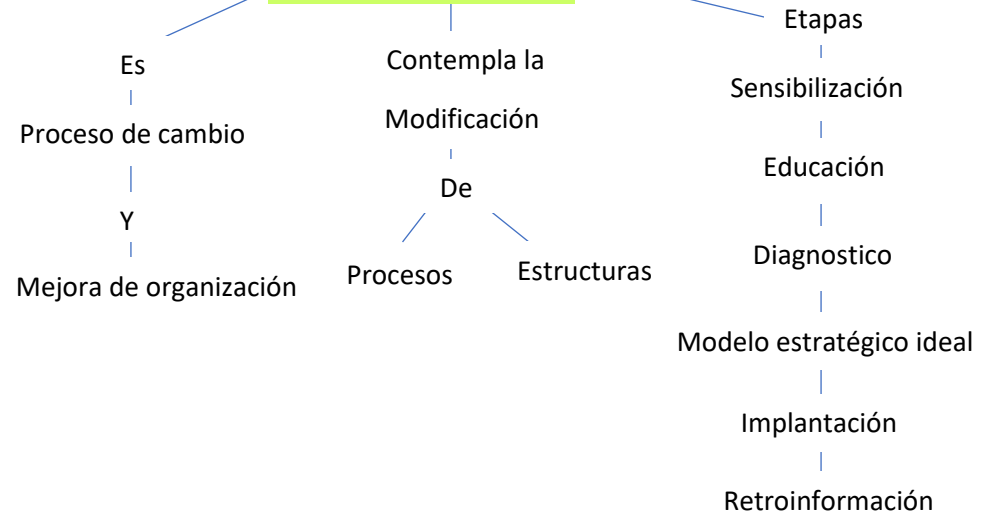 Es
Proceso de cambio
Y
Mejora de organización
Contempla la
Modificación
De
Procesos
Estructuras
Etapas
Sensibilización
Educación
Diagnostico
Modelo estratégico ideal
Implantación
Retroinformación